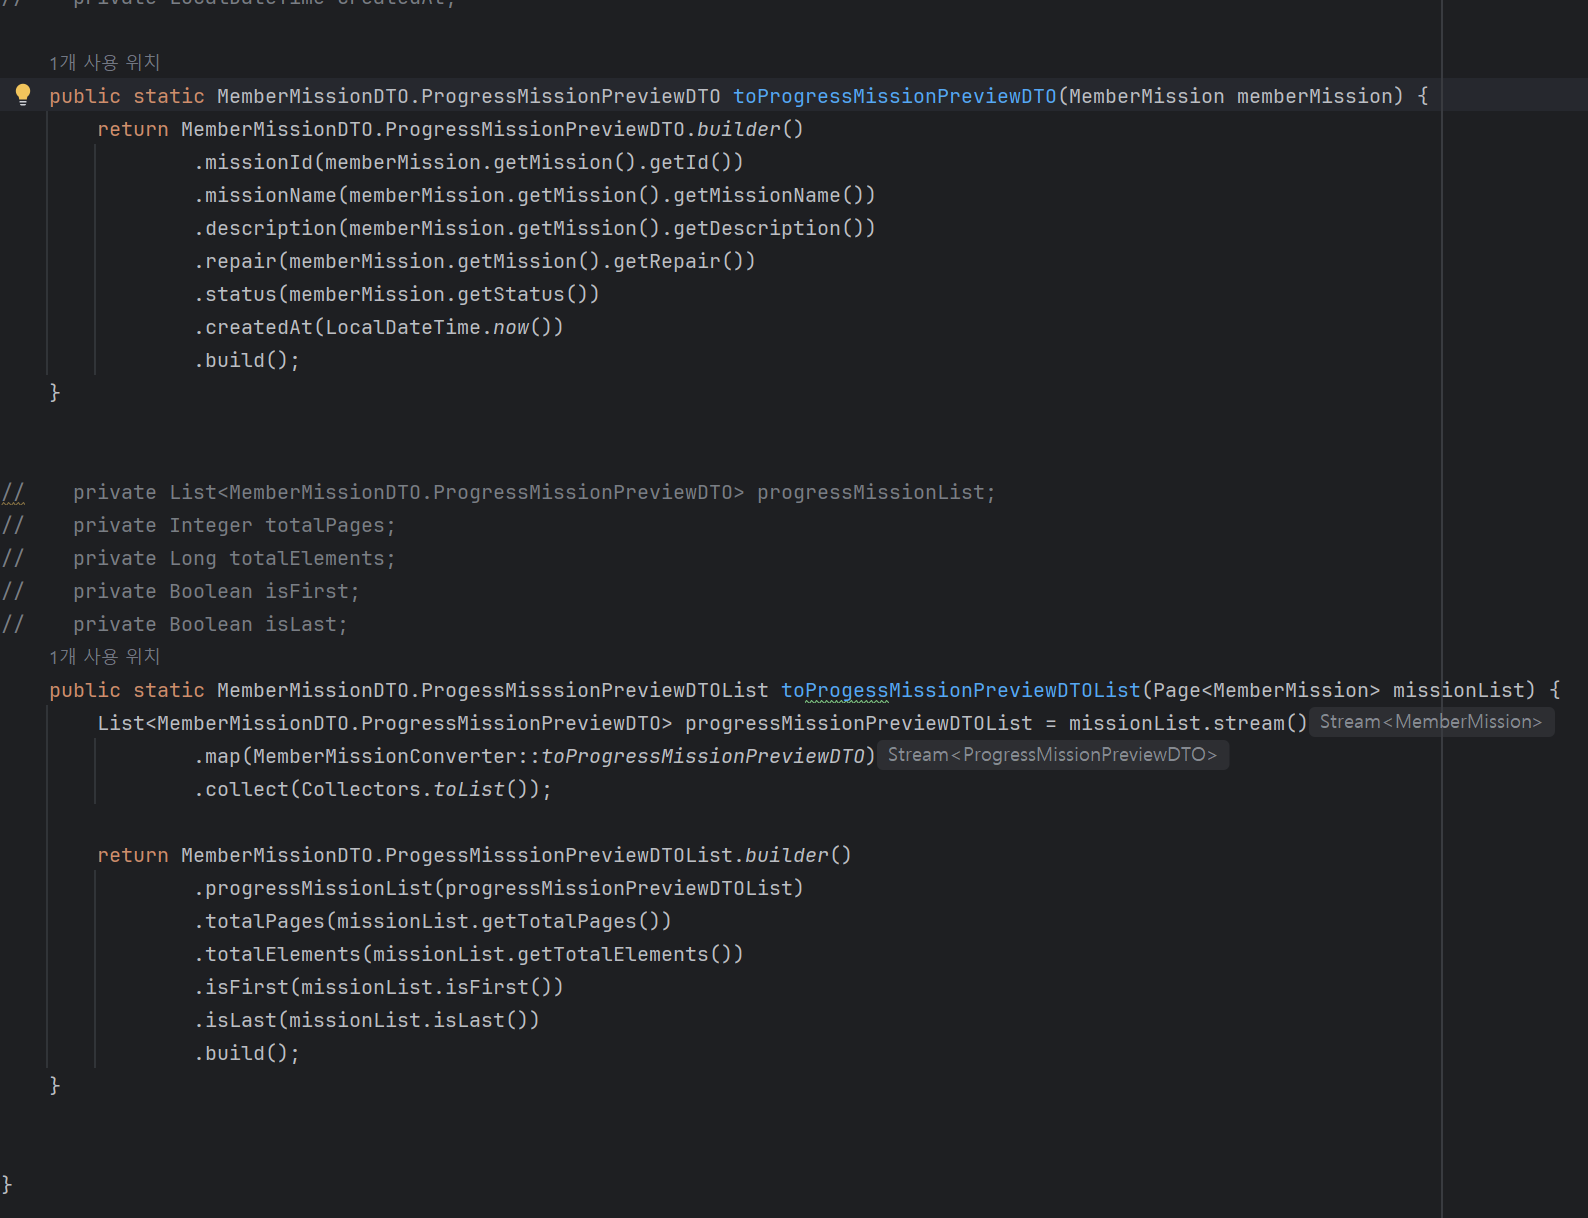 //    private LocalDateTime createdAt;
1개 사용 위치
public static MemberMissionDTO.ProgressMissionPreviewDTO toProgressMissionPreviewDTO(MemberMission memberMission) {
return MemberMissionDTO.ProgressMissionPreviewDTO.builder()
.missionId(memberMission.getMission().getId())
.missionName(memberMission.getMission().getMissionName())
.description(memberMission.getMission().getDescription())
.repair(memberMission.getMission().getRepair())
.status(memberMission.getStatus())
.createdAt(LocalDateTime.now())
.build();
}
//    private List<MemberMissionDTO.ProgressMissionPreviewDTO> progressMissionList;
//    private Integer totalPages;
//    private Long totalElements;
//    private Boolean isFirst;
//    private Boolean isLast;
1개 사용 위치
public static MemberMissionDTO.ProgessMisssionPreviewDTOList toProgessMissionPreviewDTOList(Page<MemberMission> missionList) {
List<MemberMissionDTO.ProgressMissionPreviewDTO> progressMissionPreviewDTOList = missionList.stream() Stream<MemberMission>
.map(MemberMissionConverter::toProgressMissionPreviewDTO) Stream<ProgressMissionPreviewDTO>
.collect(Collectors.toList());
return MemberMissionDTO.ProgessMisssionPreviewDTOList.builder()
.progressMissionList(progressMissionPreviewDTOList)
.totalPages(missionList.getTotalPages())
.totalElements(missionList.getTotalElements())
.isFirst(missionList.isFirst())
.isLast(missionList.isLast())
.build();
}
}